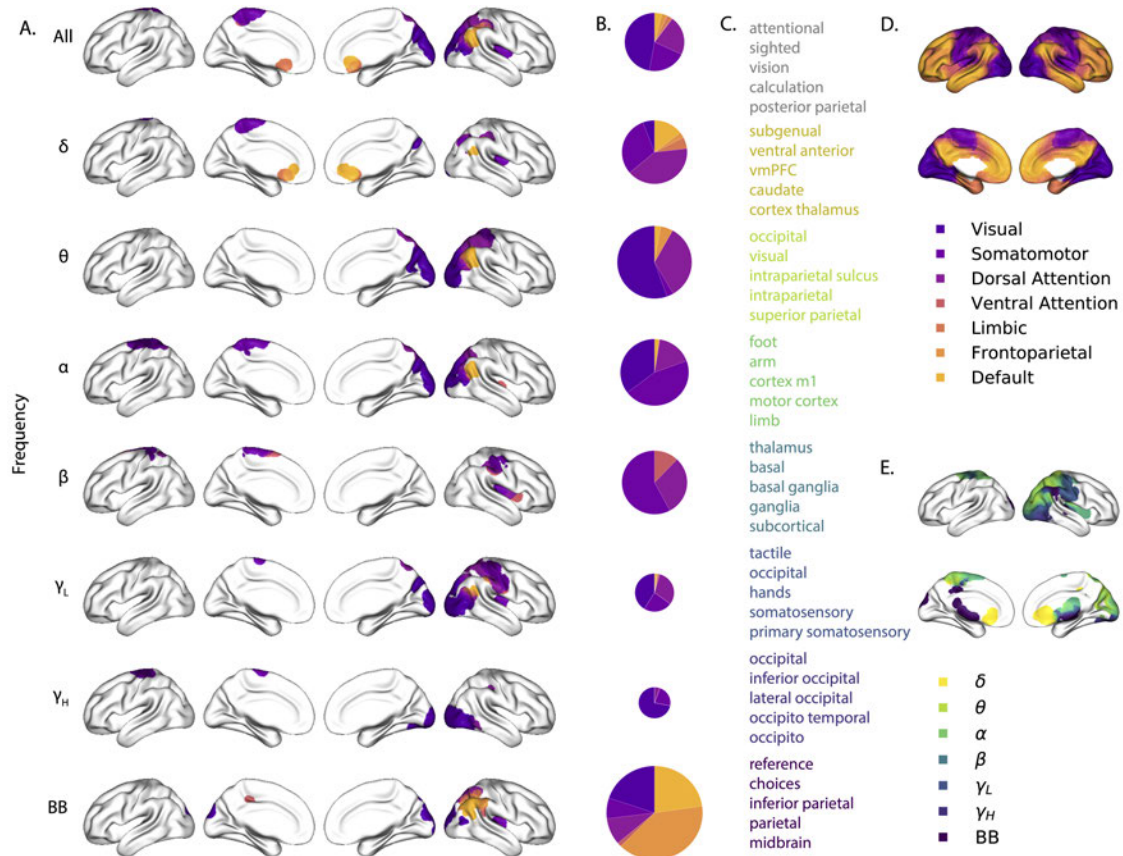 A.
B.
C.
D.
All
attentional
sighted
vision
calculation
posterior parietal
δ
subgenual
ventral anterior
vmPFC
caudate
cortex thalamus
θ
occipital
visual
intraparietal sulcus
intraparietal
superior parietal
Visual
Somatomotor
Dorsal Attention
Ventral Attention
Limbic
Frontoparietal
Default
α
foot
arm
cortex m1
motor cortex
limb
Frequency
β
thalamus
basal
basal ganglia
ganglia
subcortical
E.
γL
tactile
occipital
hands
somatosensory
primary somatosensory
γH
occipital
inferior occipital
lateral occipital
occipito temporal
occipito
BB
reference
choices
inferior parietal
parietal
midbrain
δ
θ
α
β
γL
γH
BB